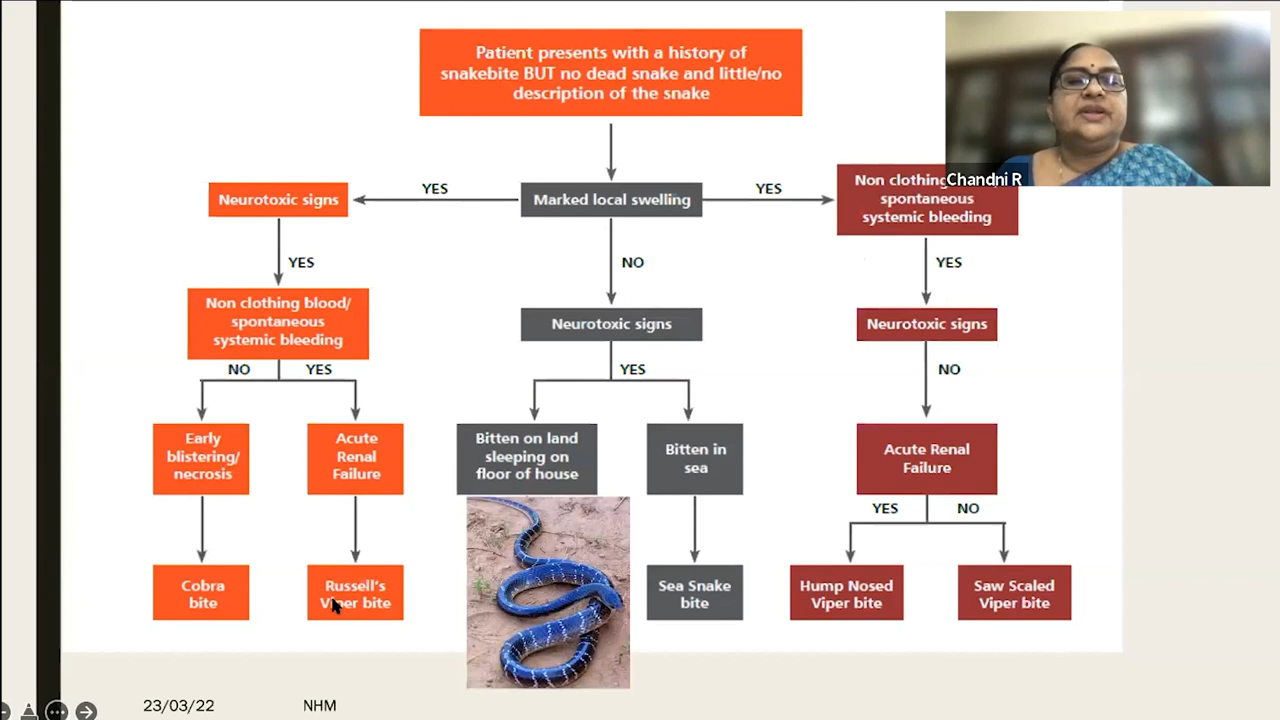 Patient presents with a history of
snakebite BUT no dead snake and little/no
description of the snake
Chandni R
Neurotoxic signs
YES
Marked local swelling
YES
Non clothing
spontaneous
systemic bleeding
YES
NO
YES
Non clothing blood/
spontaneous
systemic bleeding
Neurotoxic signs
Neurotoxic signs
NO
YES
YES
NO
Early
blistering/
necrosis
Acute
Renal
Failure
Bitten on land
sleeping on
floor of house
Bitten in
sea
Acute Renal
Failure
YES
NO
Cobra
bite
Russell's
Viper bite
Sea Snake
bite
Hump Nosed
Viper bite
Saw Scaled
Viper bite
23/03/22
NHM